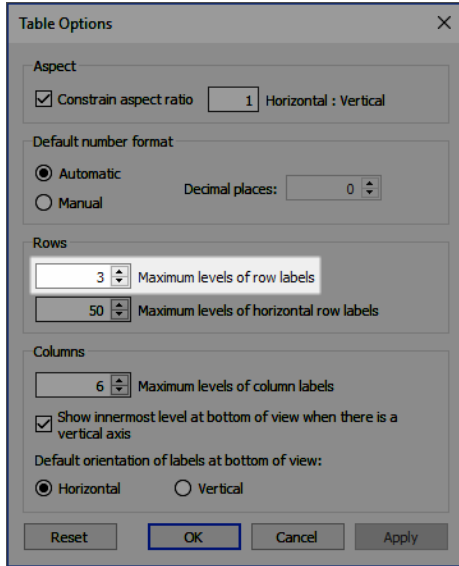 Table Options
Aspect
Constrain aspect ratio 1 Horizontal : Vertical
Default number format
Automatic
Decimal places: 0
Manual
Rows
3 Maximum levels of row labels
50 Maximum levels of horizontal row labels
Columns
6 Maximum levels of column labels
Show innermost level at bottom of view when there is a
vertical axis
Default orientation of labels at bottom of view:
Horizontal Vertical
Reset OK Cancel Apply